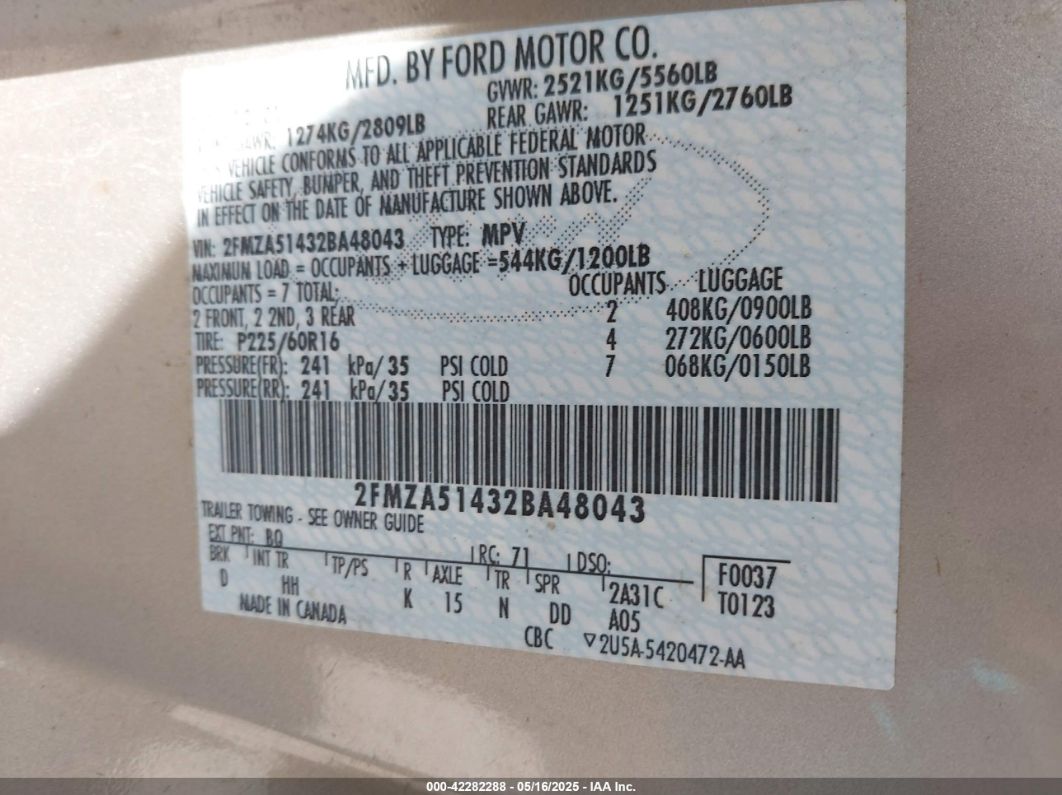 MFD. BY FORD MOTOR CO.
GVWR: 2521KG/5560LB
GAWR: 1274KG/2809LB REAR GAWR: 1251KG/2760LB
VEHICLE CONFORMS TO ALL APPLICABLE FEDERAL MOTOR
VEHICLE SAFETY, BUMPER, AND THEFT PREVENTION STANDARDS
IN EFFECT ON THE DATE OF MANUFACTURE SHOWN ABOVE.
VIN: 2FMZA51432BA48043 TYPE: MPV
MAXIMUN LOAD = OCCUPANTS + LUGGAGE =544KG/1200LB
OCCUPANTS = 7 TOTAL: OCCUPANTS LUGGAGE
2 FRONT, 2 2ND, 3 REAR 2 408KG/0900LB
TIRE: P225/60R16 4 272KG/0600LB
PRESSURE(FR): 241 kPa/ 35 PSI COLD 7 068KG/0150LB
PRESSURE(RR): 241 kPa/ 35 PSI COLD
2FMZA51432BA48043
TRAILER TOWING - SEE OWNER GUIDE
EXT PNT: BQ RC: 71 DSO:
BRK INT TR TP/PS R AXLE TR SPR 2A31C F0037
D HH K 15 N DD A05 T0123
MADE IN CANADA CBC ▽2U5A-5420472-AA
000-42282288 - 05/16/2025 - IAA Inc.